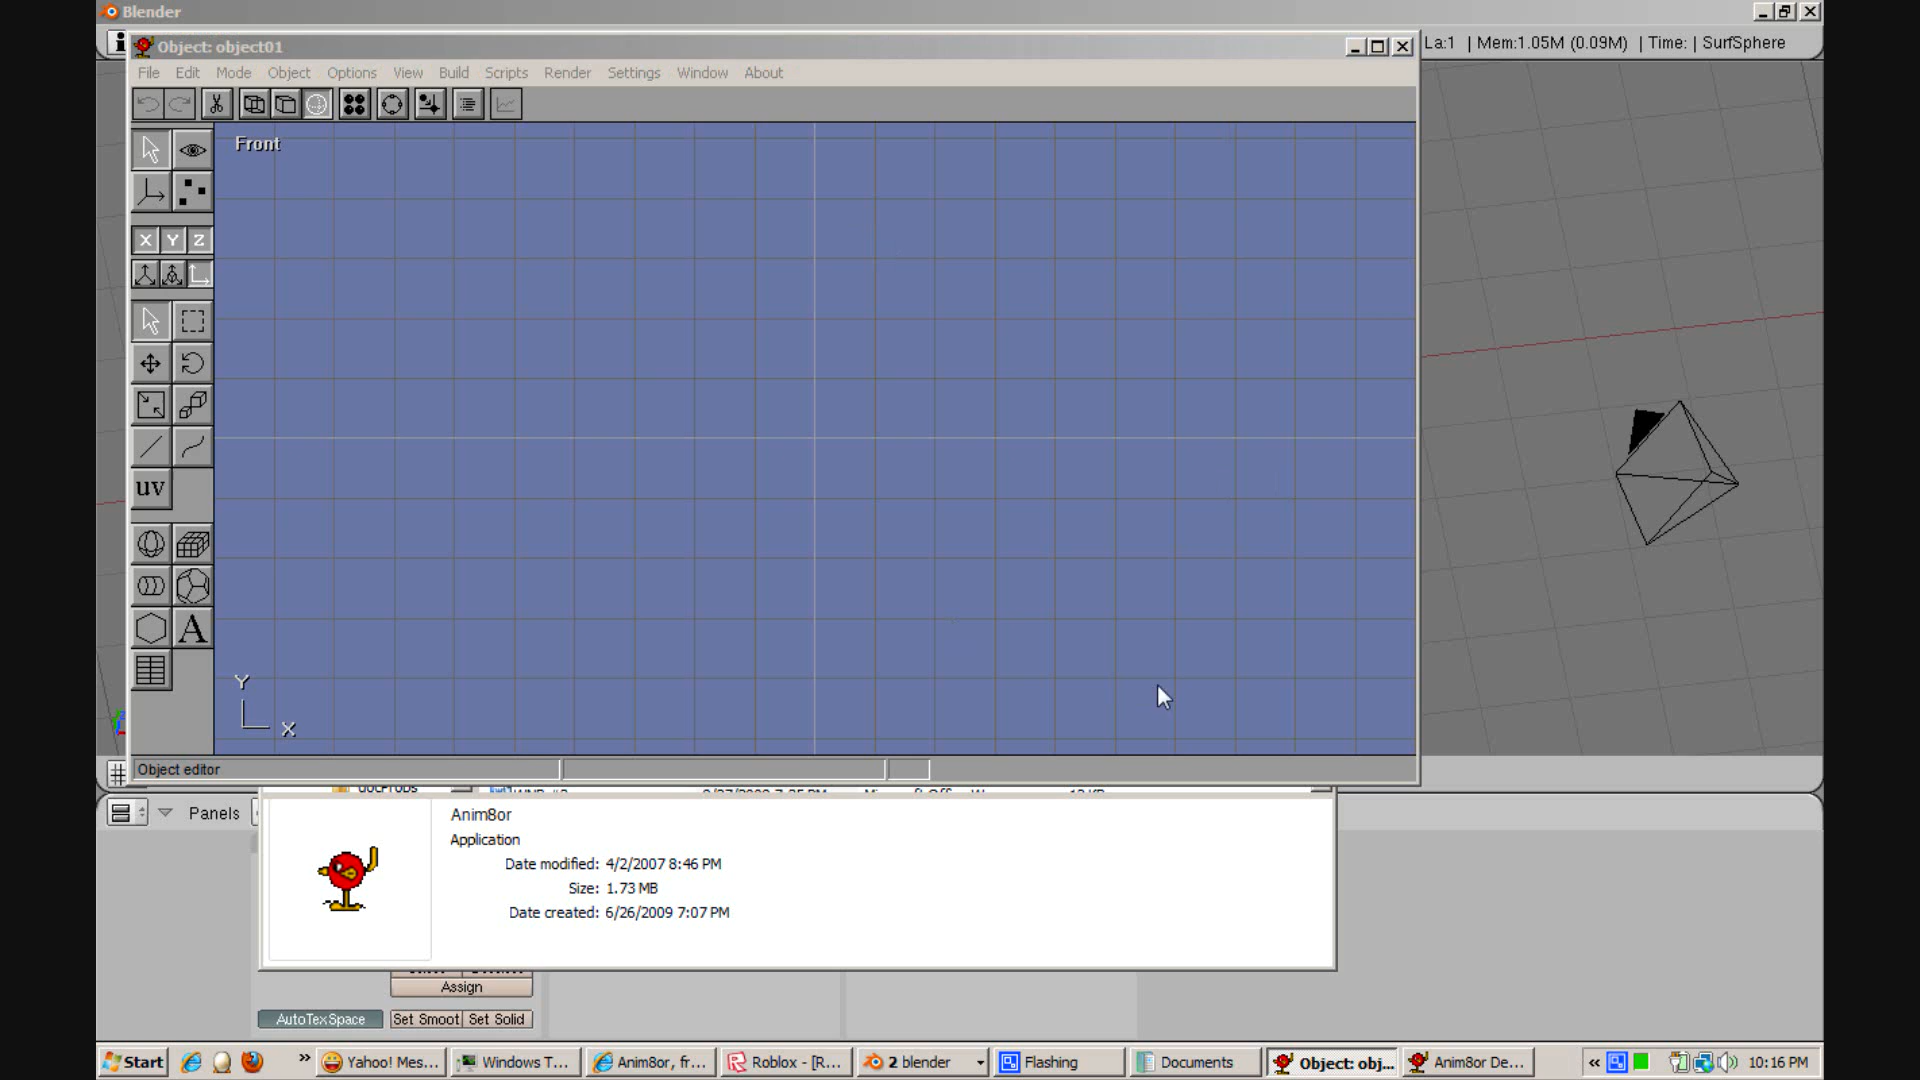 Blender
Object: object01
La:1 | Mem:1.05M (0.09M) | Time: | SurfSphere
File Edit Mode Object Options View Build Scripts Render Settings Window About
Front
X Y Z
uv
A
Y
X
Object editor
Panels
Anim8or
Application
Date modified: 4/2/2007 8:46 PM
Size: 1.73 MB
Date created: 6/26/2009 7:07 PM
Assign
AutoTexSpace Set Smoot Set Solid
Start » Yahoo! Mes... Windows T... Anim8or, fr... Roblox - [R... 2 blender Flashing Documents Object: obj... Anim8or De... « 10:16 PM